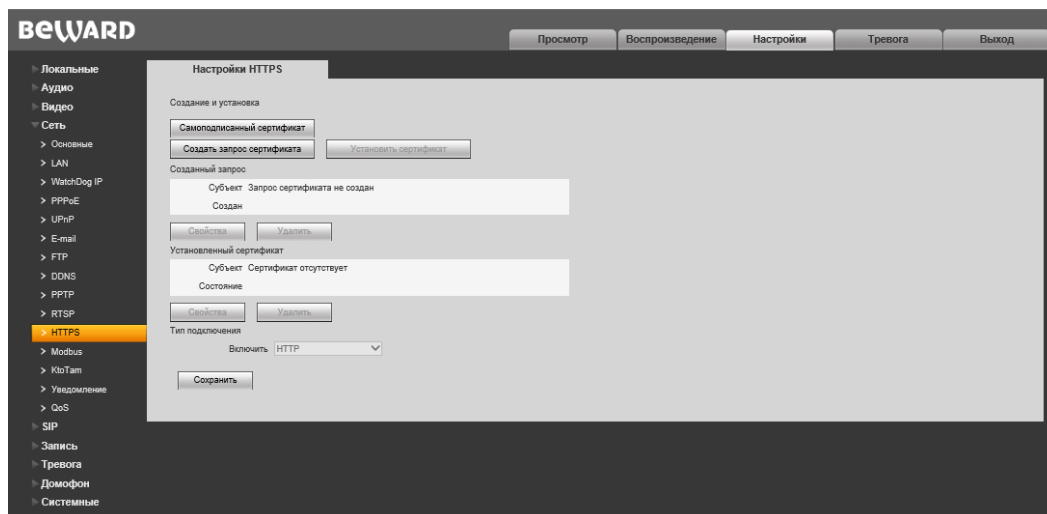 BEWARD
Просмотр
Воспроизведение
Настройки
Тревога
Выход
Локальные
Аудио
Видео
Сеть
Основные
LAN
WatchDog IP
PPPoE
UPnP
E-mail
FTP
DDNS
PPTP
RTSP
HTTPS
Modbus
KtoTam
Уведомление
QoS
SIP
Запись
Тревога
Домофон
Системные
Настройки HTTPS
Создание и установка
Самоподписанный сертификат
Создать запрос сертификата
Установить сертификат
Созданный запрос
Субъект Запрос сертификата не создан
Создан
Свойства
Удалить
Установленный сертификат
Субъект Сертификат отсутствует
Состояние
Свойства
Удалить
Тип подключения
Включить HTTP
Сохранить